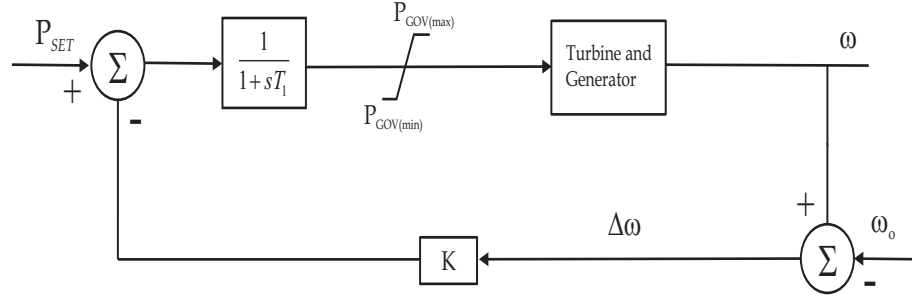 P_SET
+
Σ
-
1
1+sT_1
P_GOV(max)
P_GOV(min)
Turbine and
Generator
ω
+
Σ
ω_o
-
Δω
K